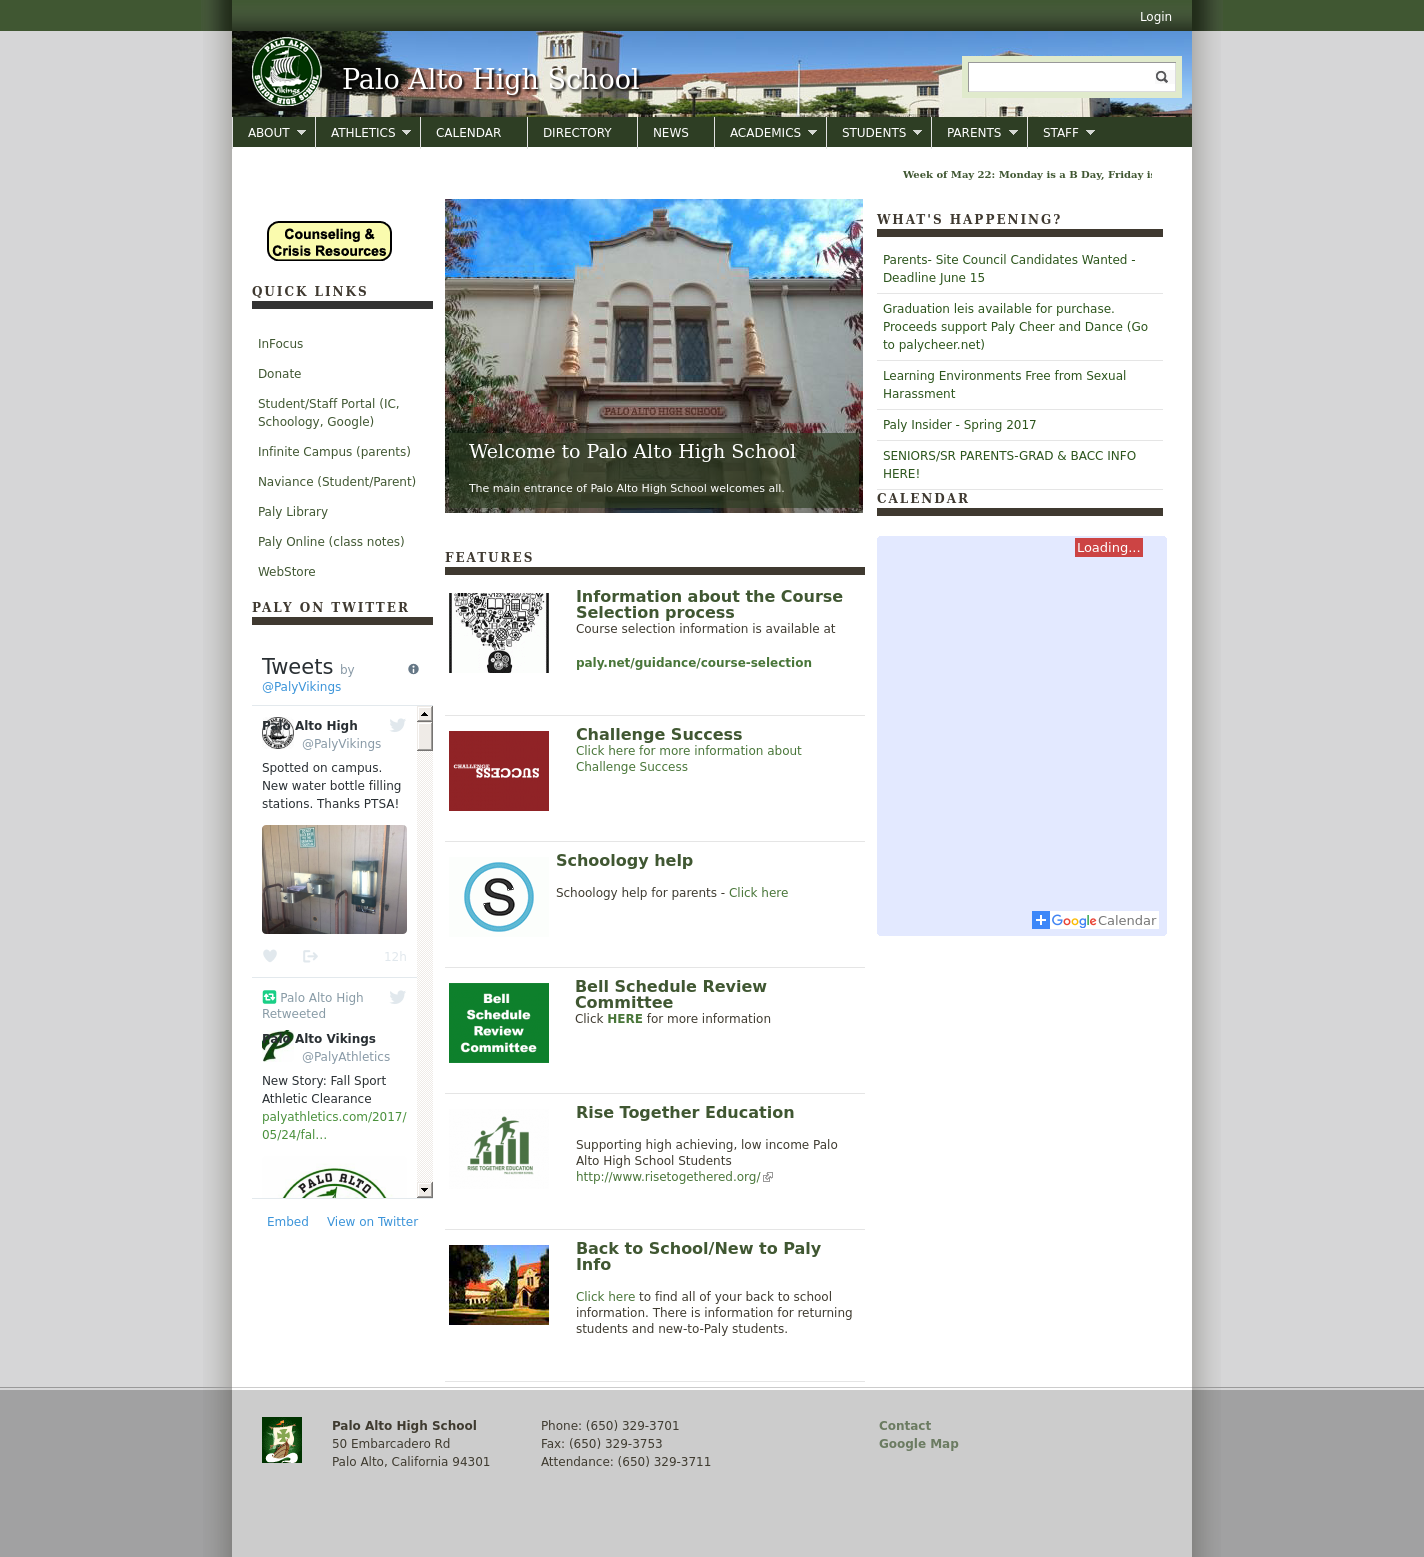 Login
PALO ALTO
Vikings
SENIOR HIGH SCHOOL
Palo Alto High School
ABOUT
ATHLETICS
CALENDAR
DIRECTORY
NEWS
ACADEMICS
STUDENTS
PARENTS
STAFF
Week of May 22: Monday is a B Day, Friday is
Counseling &
Crisis Resources
QUICK LINKS
InFocus
Donate
Student/Staff Portal (IC,
Schoology, Google)
Infinite Campus (parents)
Naviance (Student/Parent)
Paly Library
Paly Online (class notes)
WebStore
PALY ON TWITTER
Tweets by
@PalyVikings
Palo Alto High
@PalyVikings
Spotted on campus.
New water bottle filling
stations. Thanks PTSA!
12h
Palo Alto High
Retweeted
Palo Alto Vikings
@PalyAthletics
New Story: Fall Sport
Athletic Clearance
palyathletics.com/2017/
05/24/fal…
PALO ALTO
Embed
View on Twitter
PALO ALTO HIGH SCHOOL
Welcome to Palo Alto High School
The main entrance of Palo Alto High School welcomes all.
FEATURES
Information about the Course
Selection process
Course selection information is available at
paly.net/guidance/course-selection
CHALLENGE
SUCCESS
Challenge Success
Click here for more information about
Challenge Success
S
Schoology help
Schoology help for parents - Click here
Bell
Schedule
Review
Committee
Bell Schedule Review
Committee
Click HERE for more information
RISE TOGETHER EDUCATION
Rise Together Education
Supporting high achieving, low income Palo
Alto High School Students
http://www.risetogethered.org/
Back to School/New to Paly
Info
Click here to find all of your back to school
information. There is information for returning
students and new-to-Paly students.
WHAT'S HAPPENING?
Parents- Site Council Candidates Wanted -
Deadline June 15
Graduation leis available for purchase.
Proceeds support Paly Cheer and Dance (Go
to palycheer.net)
Learning Environments Free from Sexual
Harassment
Paly Insider - Spring 2017
SENIORS/SR PARENTS-GRAD & BACC INFO
HERE!
CALENDAR
Loading...
Google Calendar
Palo Alto High School
50 Embarcadero Rd
Palo Alto, California 94301
Phone: (650) 329-3701
Fax: (650) 329-3753
Attendance: (650) 329-3711
Contact
Google Map